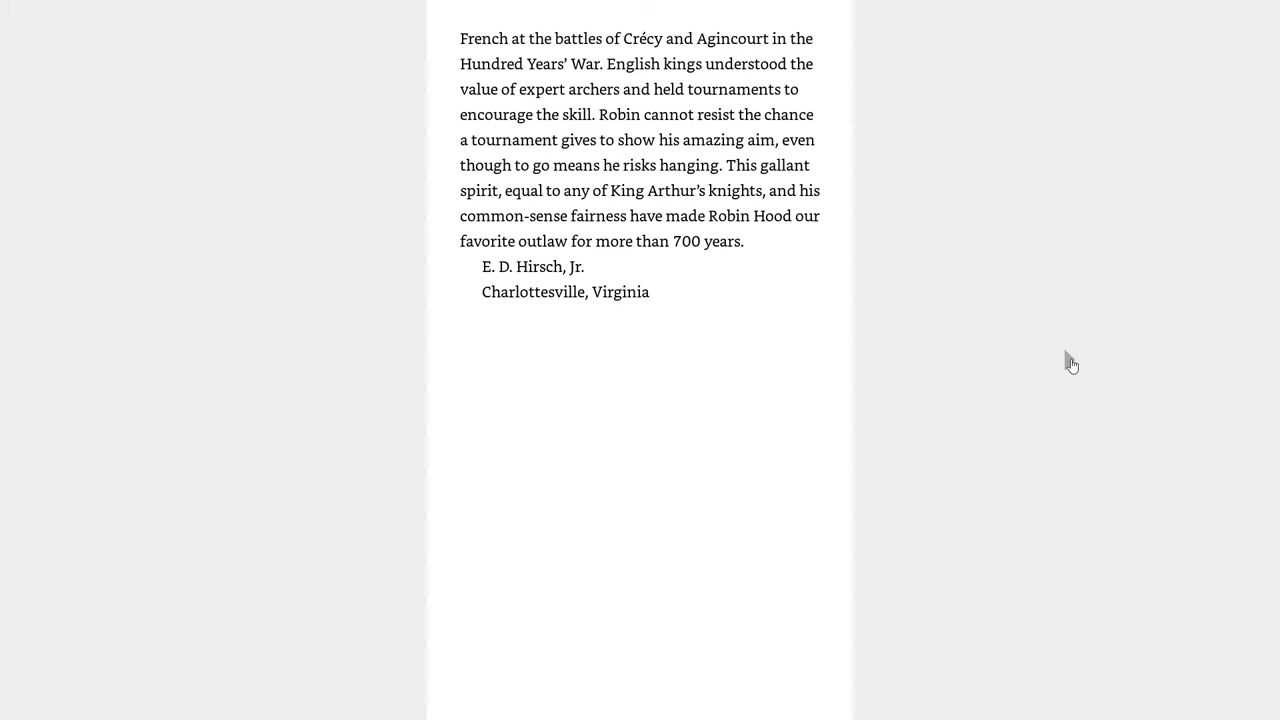 French at the battles of Crécy and Agincourt in the
Hundred Years’ War. English kings understood the
value of expert archers and held tournaments to
encourage the skill. Robin cannot resist the chance
a tournament gives to show his amazing aim, even
though to go means he risks hanging. This gallant
spirit, equal to any of King Arthur’s knights, and his
common-sense fairness have made Robin Hood our
favorite outlaw for more than 700 years.
E. D. Hirsch, Jr.
Charlottesville, Virginia